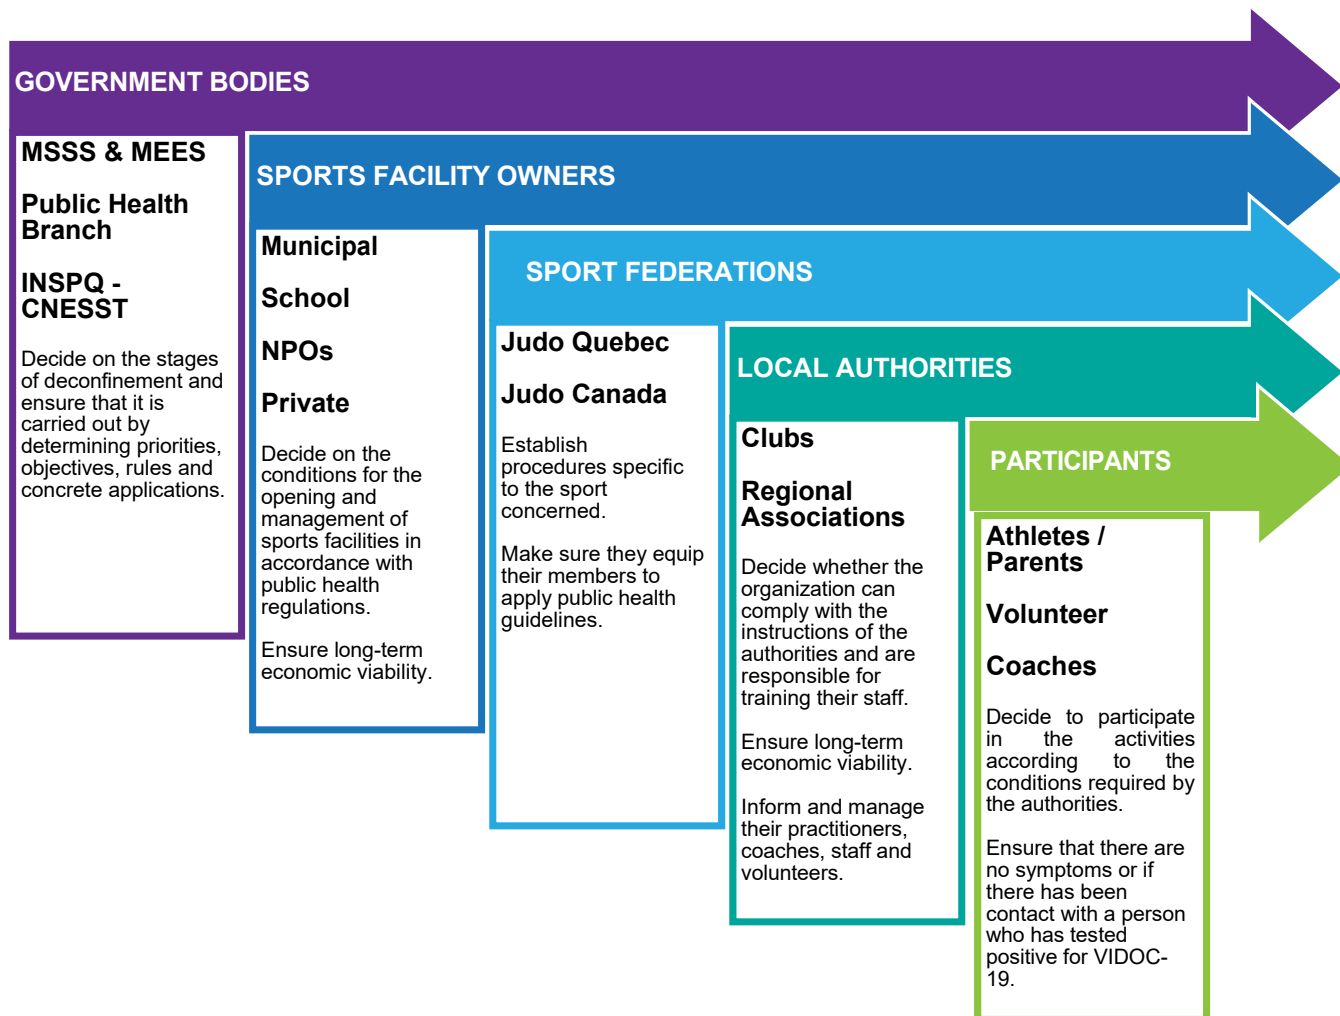 GOVERNMENT BODIES
MSSS & MEES
Public Health
Branch
INSPQ -
CNESST
Decide on the stages
of deconfinement and
ensure that it is
carried out by
determining priorities,
objectives, rules and
concrete applications.
SPORTS FACILITY OWNERS
Municipal
School
NPOs
Private
Decide on the
conditions for the
opening and
management of
sports facilities in
accordance with
public health
regulations.
Ensure long-term
economic viability.
SPORT FEDERATIONS
Judo Quebec
Judo Canada
Establish
procedures specific
to the sport
concerned.
Make sure they equip
their members to
apply public health
guidelines.
LOCAL AUTHORITIES
Clubs
Regional
Associations
Decide whether the
organization can
comply with the
instructions of the
authorities and are
responsible for
training their staff.
Ensure long-term
economic viability.
Inform and manage
their practitioners,
coaches, staff and
volunteers.
PARTICIPANTS
Athletes /
Parents
Volunteer
Coaches
Decide to participate
in the activities
according to the
conditions required by
the authorities.
Ensure that there are
no symptoms or if
there has been
contact with a person
who has tested
positive for VIDOC-
19.